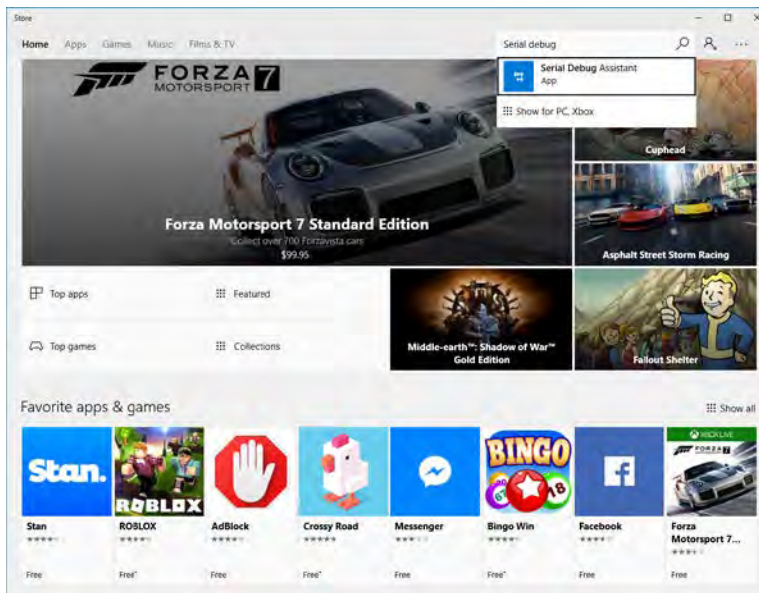 Store
Home Apps Games Music Films & TV
Serial debug
Serial Debug Assistant
App
Show for PC, Xbox
FORZA
MOTORSPORT 7
Forza Motorsport 7 Standard Edition
Collect over 700 Forzavista cars
$99.95
Cuphead
Asphalt Street Storm Racing
Top apps
Featured
Top games
Collections
Middle-earth™: Shadow of War™
Gold Edition
Fallout Shelter
Favorite apps & games
Show all
Stan.
ROBLOX
BINGO
XBOX LIVE
FORZA 7
Stan
ROBLOX
AdBlock
Crossy Road
Messenger
Bingo Win
Facebook
Forza
Motorsport 7...
Free
Free*
Free
Free*
Free
Free*
Free
Free